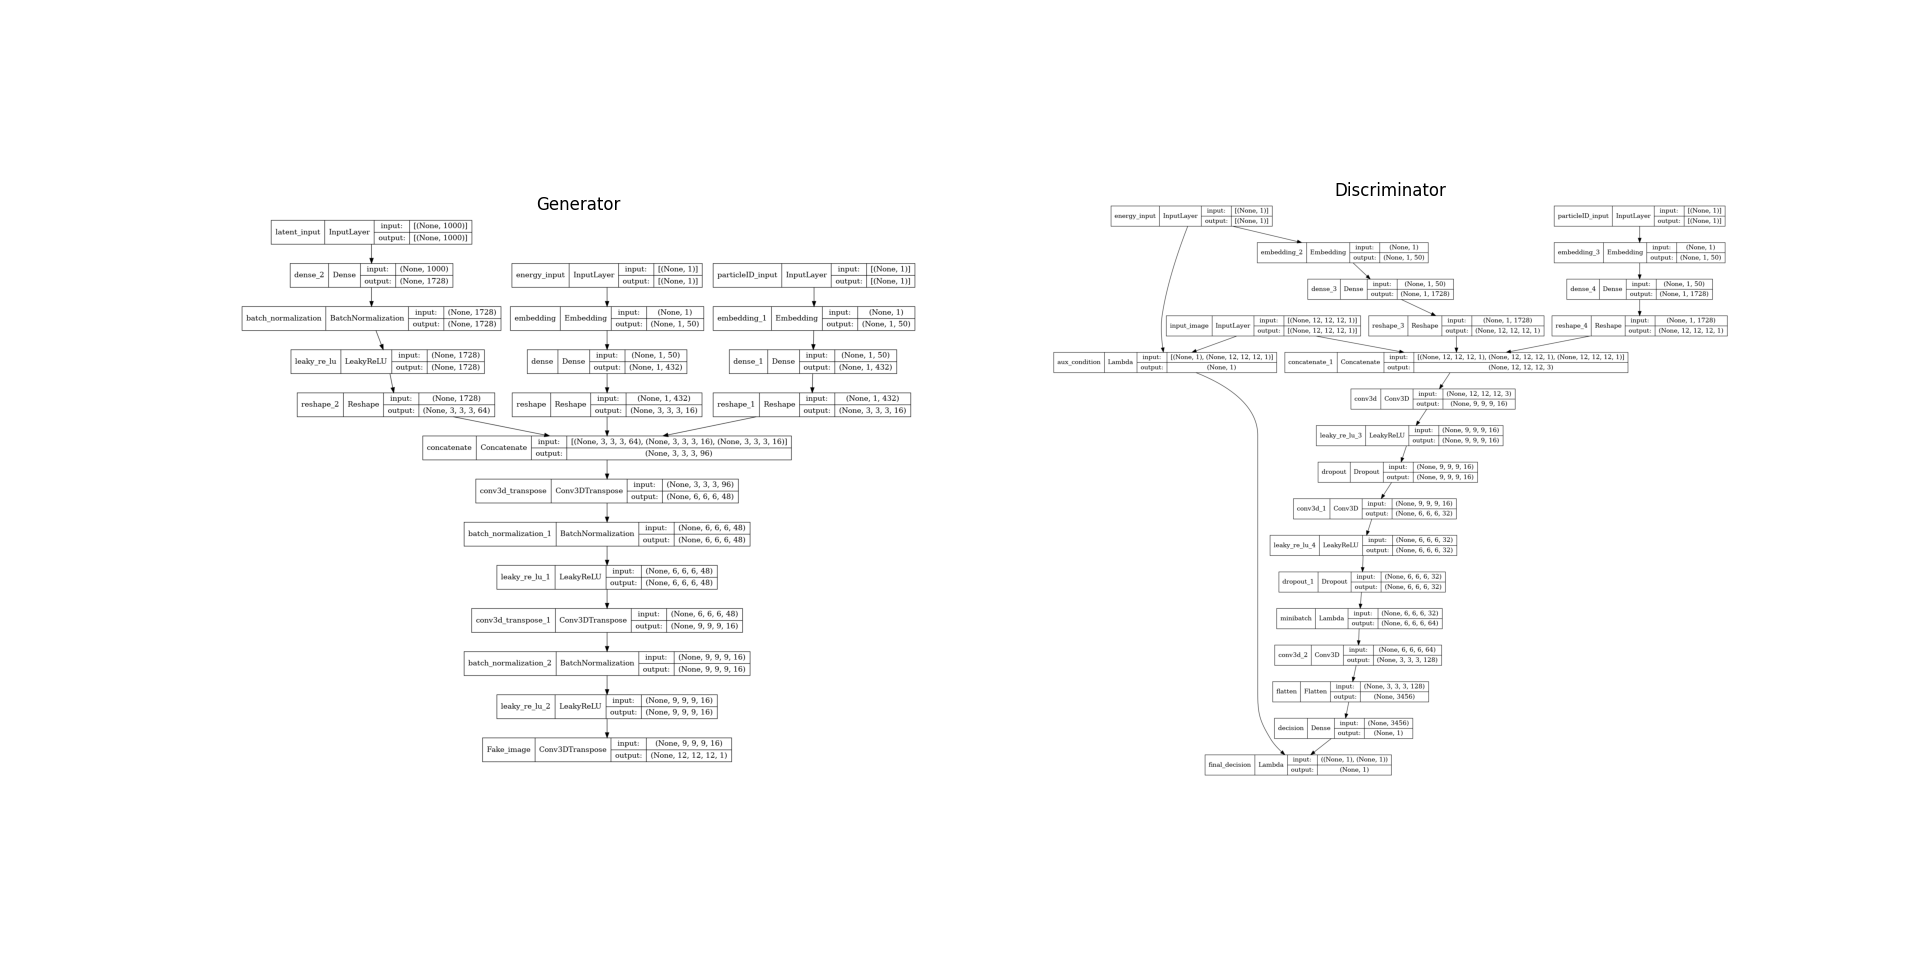 Generator
latent_input InputLayer input: [(None, 1000)]
output: [(None, 1000)]
dense_2 Dense input: (None, 1000)
output: (None, 1728)
energy_input InputLayer input: [(None, 1)]
output: [(None, 1)]
particleID_input InputLayer input: [(None, 1)]
output: [(None, 1)]
batch_normalization BatchNormalization input: (None, 1728)
output: (None, 1728)
embedding Embedding input: (None, 1)
output: (None, 1, 50)
embedding_1 Embedding input: (None, 1)
output: (None, 1, 50)
leaky_re_lu LeakyReLU input: (None, 1728)
output: (None, 1728)
dense Dense input: (None, 1, 50)
output: (None, 1, 432)
dense_1 Dense input: (None, 1, 50)
output: (None, 1, 432)
reshape_2 Reshape input: (None, 1728)
output: (None, 3, 3, 3, 64)
reshape Reshape input: (None, 1, 432)
output: (None, 3, 3, 3, 16)
reshape_1 Reshape input: (None, 1, 432)
output: (None, 3, 3, 3, 16)
concatenate Concatenate input: [(None, 3, 3, 3, 64), (None, 3, 3, 3, 16), (None, 3, 3, 3, 16)]
output: (None, 3, 3, 3, 96)
conv3d_transpose Conv3DTranspose input: (None, 3, 3, 3, 96)
output: (None, 6, 6, 6, 48)
batch_normalization_1 BatchNormalization input: (None, 6, 6, 6, 48)
output: (None, 6, 6, 6, 48)
leaky_re_lu_1 LeakyReLU input: (None, 6, 6, 6, 48)
output: (None, 6, 6, 6, 48)
conv3d_transpose_1 Conv3DTranspose input: (None, 6, 6, 6, 48)
output: (None, 9, 9, 9, 16)
batch_normalization_2 BatchNormalization input: (None, 9, 9, 9, 16)
output: (None, 9, 9, 9, 16)
leaky_re_lu_2 LeakyReLU input: (None, 9, 9, 9, 16)
output: (None, 9, 9, 9, 16)
Fake_image Conv3DTranspose input: (None, 9, 9, 9, 16)
output: (None, 12, 12, 12, 1)
Discriminator
energy_input InputLayer input: [(None, 1)]
output: [(None, 1)]
particleID_input InputLayer input: [(None, 1)]
output: [(None, 1)]
embedding_2 Embedding input: (None, 1)
output: (None, 1, 50)
embedding_3 Embedding input: (None, 1)
output: (None, 1, 50)
dense_3 Dense input: (None, 1, 50)
output: (None, 1, 1728)
dense_4 Dense input: (None, 1, 50)
output: (None, 1, 1728)
input_image InputLayer input: [(None, 12, 12, 12, 1)]
output: [(None, 12, 12, 12, 1)]
reshape_3 Reshape input: (None, 1, 1728)
output: (None, 12, 12, 12, 1)
reshape_4 Reshape input: (None, 1, 1728)
output: (None, 12, 12, 12, 1)
aux_condition Lambda input: [(None, 1), (None, 12, 12, 12, 1)]
output: (None, 1)
concatenate_1 Concatenate input: [(None, 12, 12, 12, 1), (None, 12, 12, 12, 1), (None, 12, 12, 12, 1)]
output: (None, 12, 12, 12, 3)
conv3d Conv3D input: (None, 12, 12, 12, 3)
output: (None, 9, 9, 9, 16)
leaky_re_lu_3 LeakyReLU input: (None, 9, 9, 9, 16)
output: (None, 9, 9, 9, 16)
dropout Dropout input: (None, 9, 9, 9, 16)
output: (None, 9, 9, 9, 16)
conv3d_1 Conv3D input: (None, 9, 9, 9, 16)
output: (None, 6, 6, 6, 32)
leaky_re_lu_4 LeakyReLU input: (None, 6, 6, 6, 32)
output: (None, 6, 6, 6, 32)
dropout_1 Dropout input: (None, 6, 6, 6, 32)
output: (None, 6, 6, 6, 32)
minibatch Lambda input: (None, 6, 6, 6, 32)
output: (None, 6, 6, 6, 64)
conv3d_2 Conv3D input: (None, 6, 6, 6, 64)
output: (None, 3, 3, 3, 128)
flatten Flatten input: (None, 3, 3, 3, 128)
output: (None, 3456)
decision Dense input: (None, 3456)
output: (None, 1)
final_decision Lambda input: ((None, 1), (None, 1))
output: (None, 1)